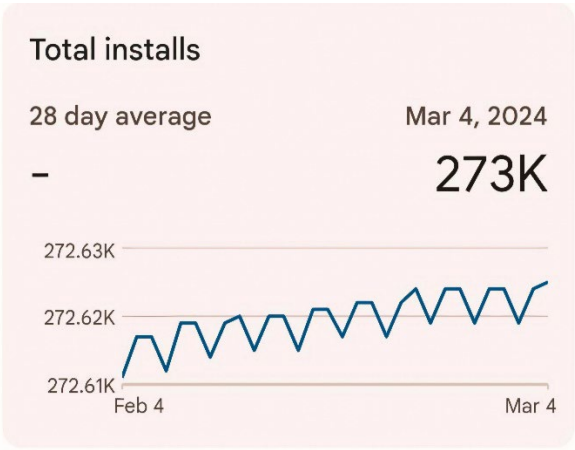 Total installs
28 day average Mar 4, 2024
– 273K
272.63K
272.62K
272.61K
Feb 4 Mar 4